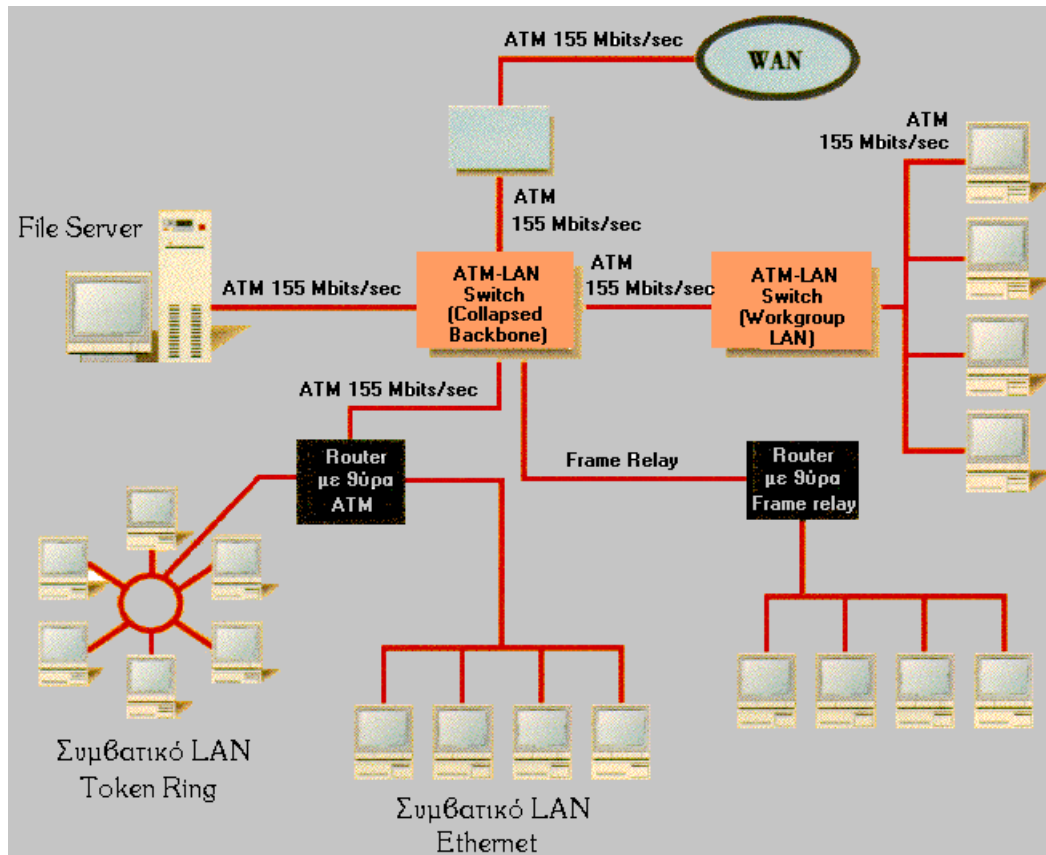 ATM 155 Mbits/sec
WAN
ATM
155 Mbits/sec
ATM
155 Mbits/sec
File Server
ATM 155 Mbits/sec
ATM-LAN
Switch
(Collapsed
Backbone)
ATM
155 Mbits/sec
ATM-LAN
Switch
(Workgroup
LAN)
ATM 155 Mbits/sec
Router
με θύρα
ATM
Frame Relay
Router
με θύρα
Frame relay
Συμβατικό LAN
Token Ring
Συμβατικό LAN
Ethernet